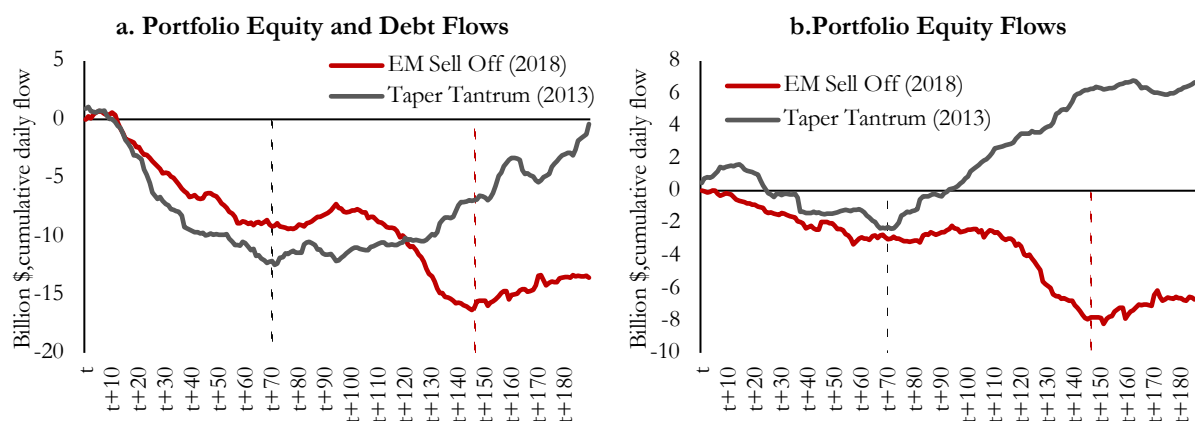 a. Portfolio Equity and Debt Flows
Billion $,cumulative daily flow
5
0
-5
-10
-15
-20
EM Sell Off (2018)
Taper Tantrum (2013)
t
t+10
t+20
t+30
t+40
t+50
t+60
t+70
t+80
t+90
t+100
t+110
t+120
t+130
t+140
t+150
t+160
t+170
t+180
b.Portfolio Equity Flows
Billion $,cumulative daily flow
8
6
4
2
0
-2
-4
-6
-8
-10
EM Sell Off (2018)
Taper Tantrum (2013)
t
t+10
t+20
t+30
t+40
t+50
t+60
t+70
t+80
t+90
t+100
t+110
t+120
t+130
t+140
t+150
t+160
t+170
t+180